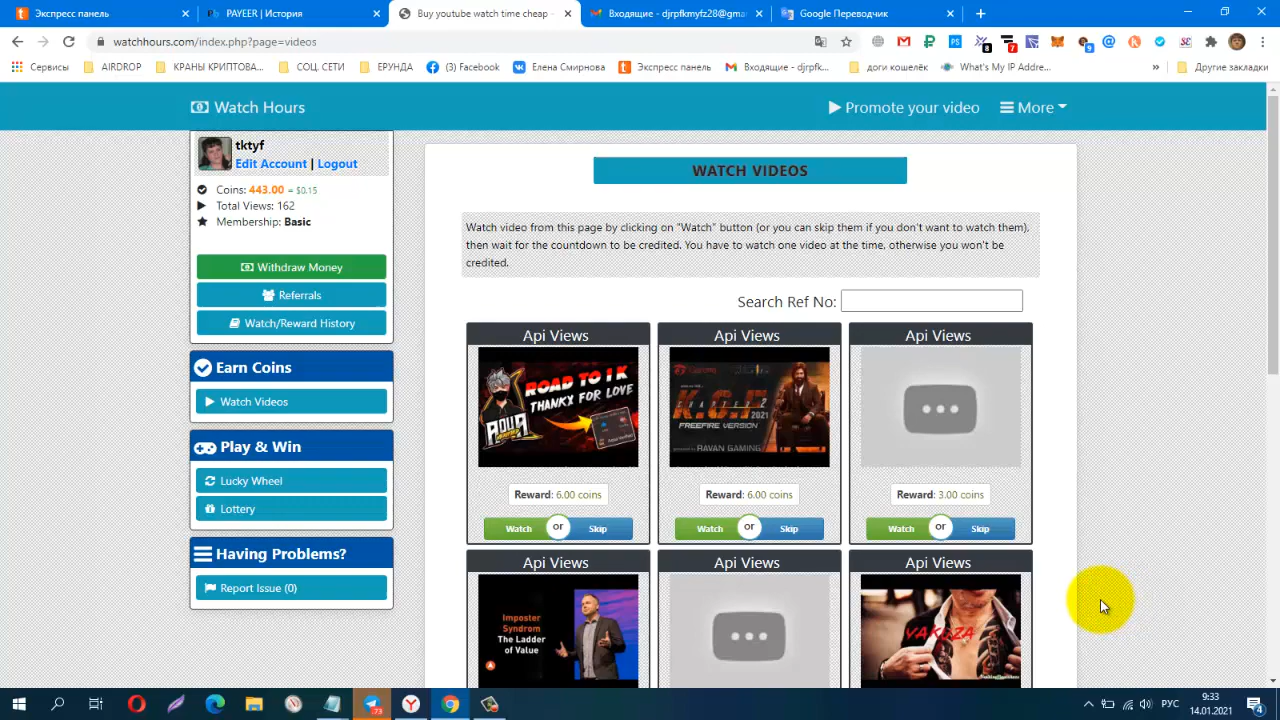 Экспресс панель
PAYEER | История
Buy youtube watch time cheap -
Входящие - djrpfkmyfz28@gmai
Google Переводчик
watchhours.com/index.php?page=videos
Сервисы
AIRDROP
КРАНЫ КРИПТОВА...
СОЦ. СЕТИ
ЕРУНДА
(3) Facebook
Елена Смирнова
Экспресс панель
Входящие - djrpfk...
доги кошелёк
What's My IP Addre...
»
Другие закладки
Watch Hours
Promote your video
More
tktyf
Edit Account | Logout
Coins: 443.00 = $0.15
Total Views: 162
Membership: Basic
Withdraw Money
Referrals
Watch/Reward History
Earn Coins
Watch Videos
Play & Win
Lucky Wheel
Lottery
Having Problems?
Report Issue (0)
WATCH VIDEOS
Watch video from this page by clicking on "Watch" button (or you can skip them if you don't want to watch them),
then wait for the countdown to be credited. You have to watch one video at the time, otherwise you won't be
credited.
Search Ref No:
Api Views
Api Views
Api Views
ROAD TO 1 K
THANKX FOR LOVE
K.G.F
CHAPTER 2
2021
FREEFIRE VERSION
RAVAN GAMING
Reward: 6.00 coins
Reward: 6.00 coins
Reward: 3.00 coins
Watch or Skip
Watch or Skip
Watch or Skip
Api Views
Api Views
Api Views
Imposter
Syndrom
The Ladder
of Value
YAKUZA
73
РУС
9:33
14.01.2021
4